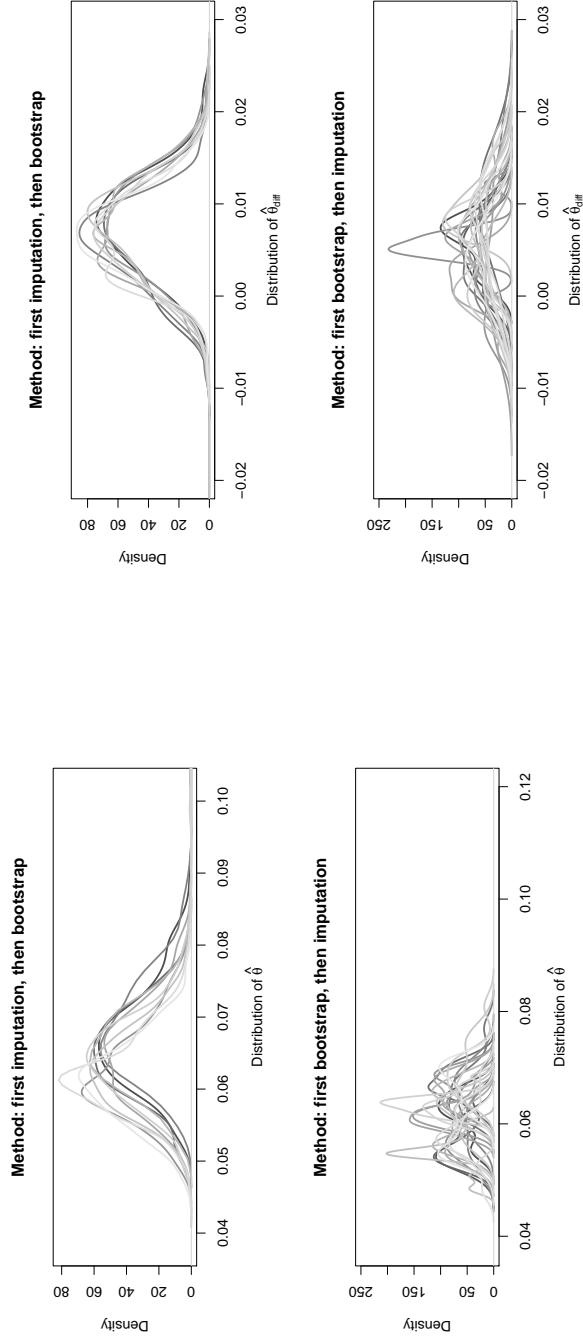 Method: first imputation, then bootstrap
Density
0 20 40 60 80
0.04 0.05 0.06 0.07 0.08 0.09 0.10
Distribution of θ̂
Method: first imputation, then bootstrap
Density
0 20 40 60 80
−0.02 −0.01 0.00 0.01 0.02 0.03
Distribution of θ̂diff
Method: first bootstrap, then imputation
Density
0 50 150 250
0.04 0.06 0.08 0.10 0.12
Distribution of θ̂
Method: first bootstrap, then imputation
Density
0 50 150 250
−0.02 −0.01 0.00 0.01 0.02 0.03
Distribution of θ̂diff